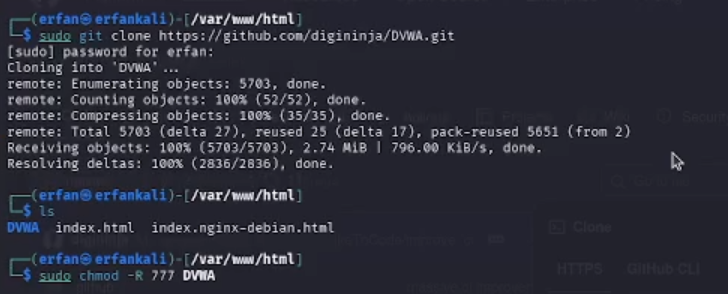 ┌──(erfan㉿erfankali)-[/var/www/html]
└─$ sudo git clone https://github.com/digininja/DVWA.git
[sudo] password for erfan:
Cloning into 'DVWA'...
remote: Enumerating objects: 5703, done.
remote: Counting objects: 100% (52/52), done.
remote: Compressing objects: 100% (35/35), done.
remote: Total 5703 (delta 27), reused 25 (delta 17), pack-reused 5651 (from 2)
Receiving objects: 100% (5703/5703), 2.74 MiB | 796.00 KiB/s, done.
Resolving deltas: 100% (2836/2836), done.
┌──(erfan㉿erfankali)-[/var/www/html]
└─$ ls
DVWA index.html index.nginx-debian.html
Clone
┌──(erfan㉿erfankali)-[/var/www/html]
└─$ sudo chmod -R 777 DVWA
HTTPS GitHub CLI